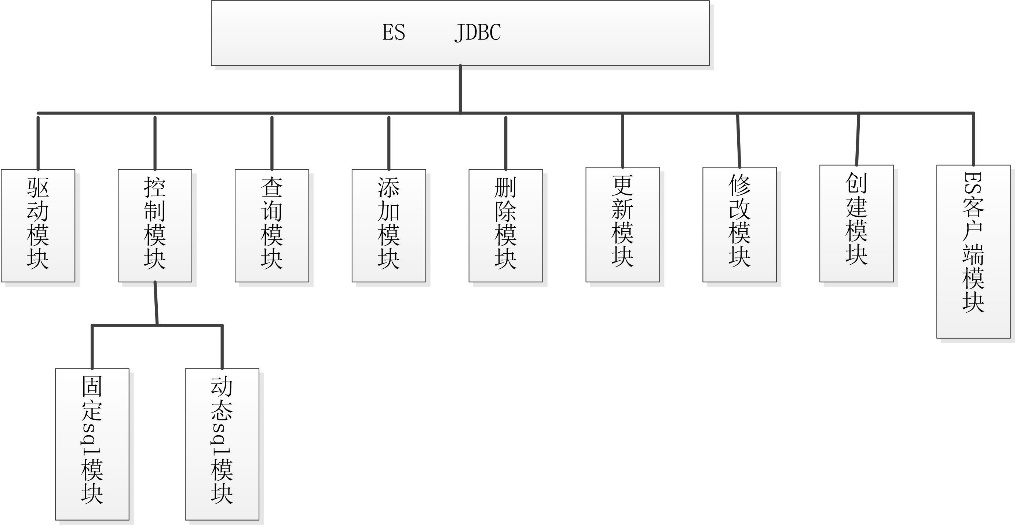 ES JDBC
驱动模块
控制模块
查询模块
添加模块
删除模块
更新模块
修改模块
创建模块
ES客户端模块
固定sql模块
动态sql模块